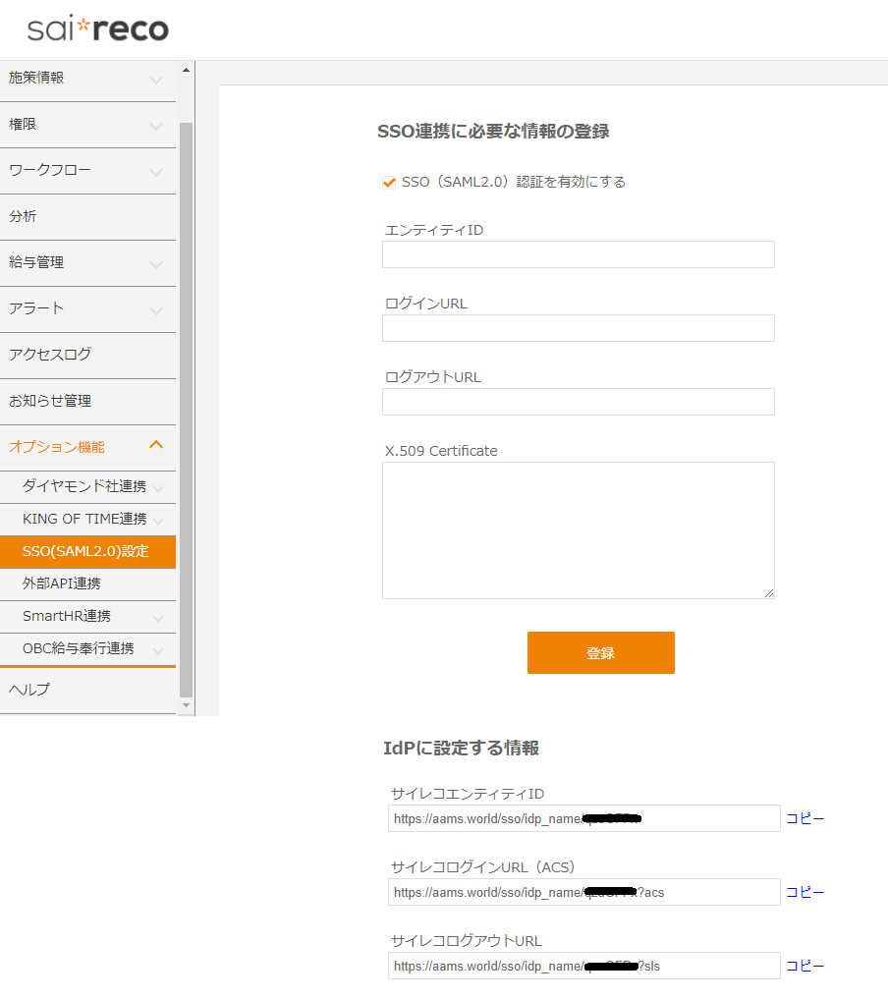 sai*reco
施策情報
権限
ワークフロー
分析
給与管理
アラート
アクセスログ
お知らせ管理
オプション機能
ダイヤモンド社連携
KING OF TIME連携
SSO(SAML2.0)設定
外部API連携
SmartHR連携
OBC給与奉行連携
ヘルプ
SSO連携に必要な情報の登録
SSO（SAML2.0）認証を有効にする
エンティティID
ログインURL
ログアウトURL
X.509 Certificate
登録
IdPに設定する情報
サイレコエンティティID
https://aams.world/sso/idp_name/
コピー
サイレコログインURL（ACS）
https://aams.world/sso/idp_name/ ?acs
コピー
サイレコログアウトURL
https://aams.world/sso/idp_name/ ?sls
コピー